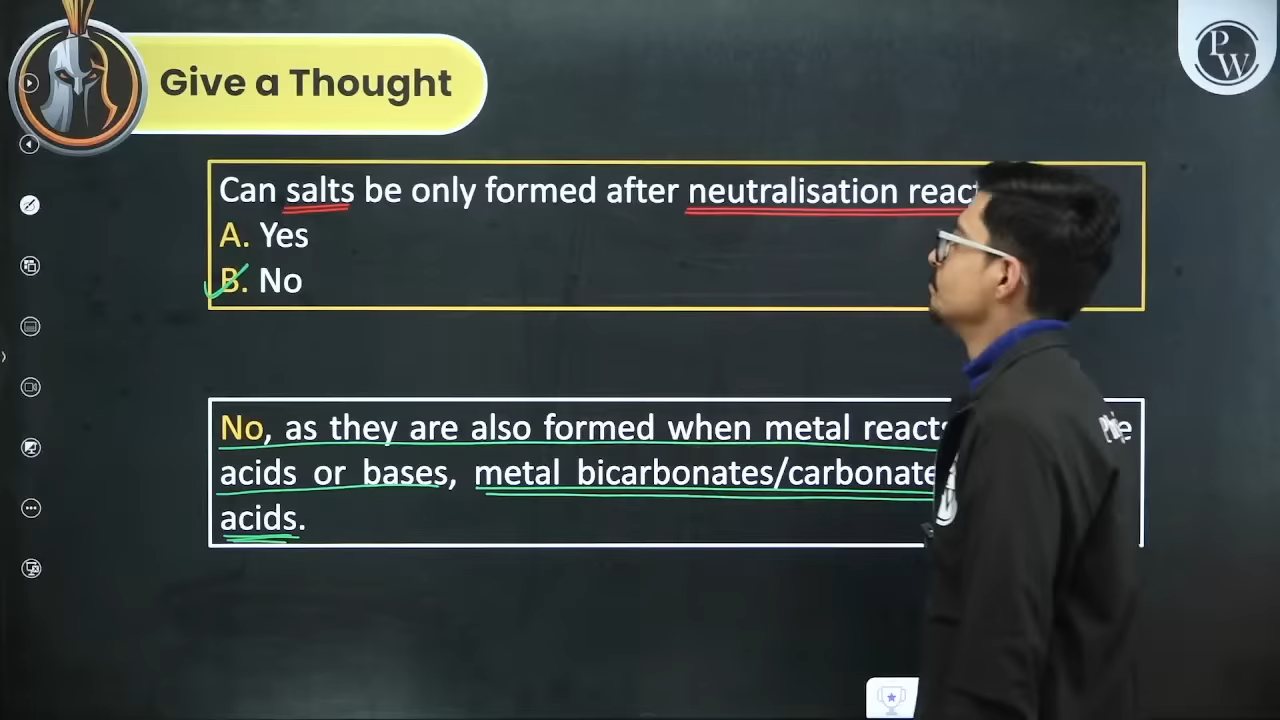 Give a Thought
P
W
Can salts be only formed after neutralisation react
A. Yes
B. No
No, as they are also formed when metal reacts
acids or bases, metal bicarbonates/carbonate
acids.